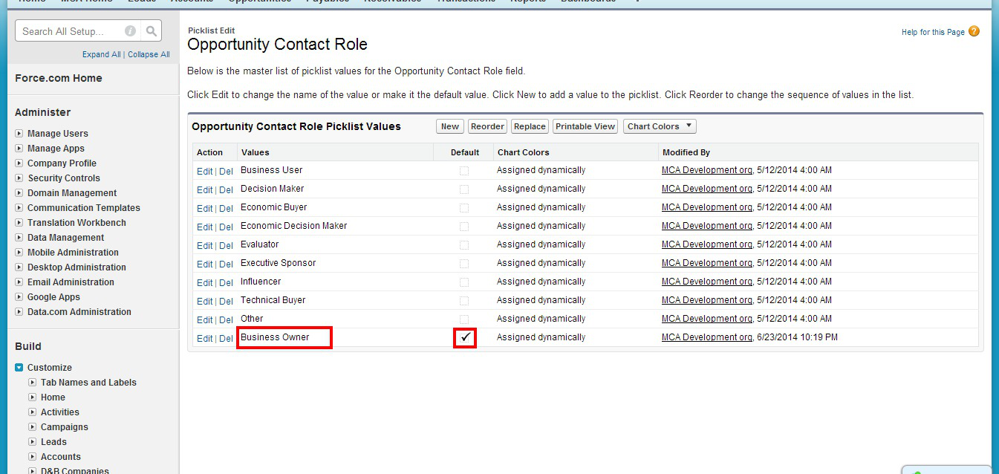 Home MCA Home Leads Accounts Opportunities Payables Receivables Transactions Reports Dashboards
Search All Setup...
Expand All | Collapse All
Force.com Home
Administer
Manage Users
Manage Apps
Company Profile
Security Controls
Domain Management
Communication Templates
Translation Workbench
Data Management
Mobile Administration
Desktop Administration
Email Administration
Google Apps
Data.com Administration
Build
Customize
Tab Names and Labels
Home
Activities
Campaigns
Leads
Accounts
D&B Companies
Picklist Edit
Opportunity Contact Role
Help for this Page ?
Below is the master list of picklist values for the Opportunity Contact Role field.
Click Edit to change the name of the value or make it the default value. Click New to add a value to the picklist. Click Reorder to change the sequence of values in the list.
Opportunity Contact Role Picklist Values New Reorder Replace Printable View Chart Colors
Action Values Default Chart Colors Modified By
Edit | Del Business User Assigned dynamically MCA Development org, 5/12/2014 4:00 AM
Edit | Del Decision Maker Assigned dynamically MCA Development org, 5/12/2014 4:00 AM
Edit | Del Economic Buyer Assigned dynamically MCA Development org, 5/12/2014 4:00 AM
Edit | Del Economic Decision Maker Assigned dynamically MCA Development org, 5/12/2014 4:00 AM
Edit | Del Evaluator Assigned dynamically MCA Development org, 5/12/2014 4:00 AM
Edit | Del Executive Sponsor Assigned dynamically MCA Development org, 5/12/2014 4:00 AM
Edit | Del Influencer Assigned dynamically MCA Development org, 5/12/2014 4:00 AM
Edit | Del Technical Buyer Assigned dynamically MCA Development org, 5/12/2014 4:00 AM
Edit | Del Other Assigned dynamically MCA Development org, 5/12/2014 4:00 AM
Edit | Del Business Owner Assigned dynamically MCA Development org, 6/23/2014 10:19 PM